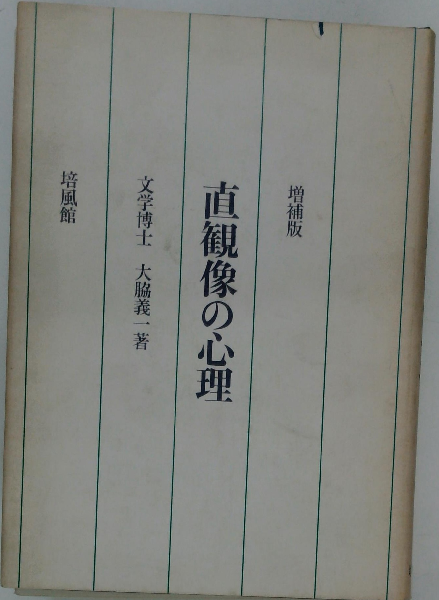 増補版
直観像の心理
文学博士 大脇義一著
培風館